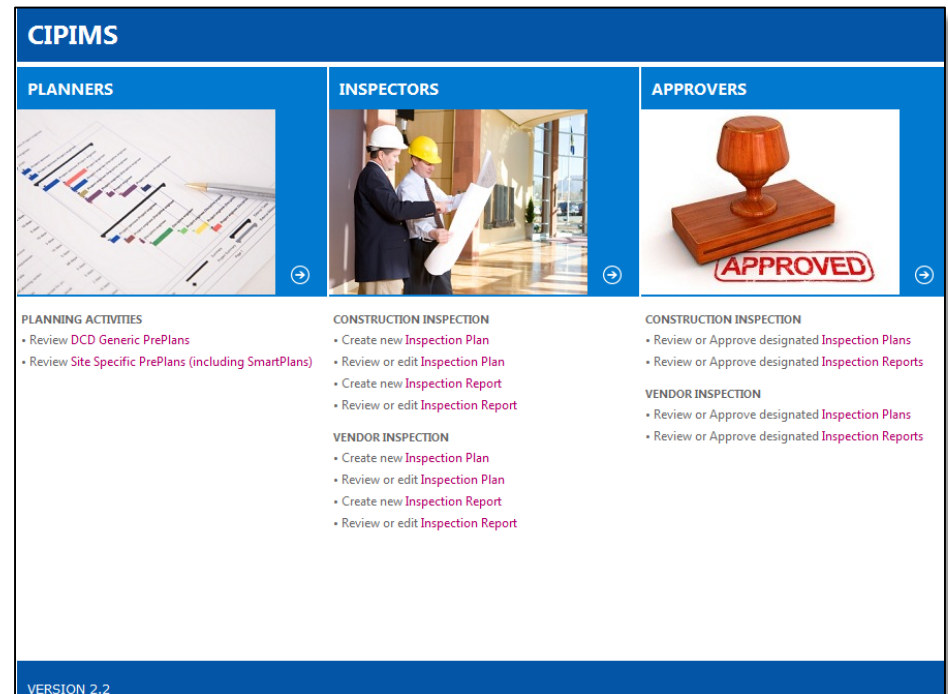 CIPIMS
PLANNERS
INSPECTORS
APPROVERS
APPROVED
PLANNING ACTIVITIES
• Review DCD Generic PrePlans
• Review Site Specific PrePlans (including SmartPlans)
CONSTRUCTION INSPECTION
• Create new Inspection Plan
• Review or edit Inspection Plan
• Create new Inspection Report
• Review or edit Inspection Report
VENDOR INSPECTION
• Create new Inspection Plan
• Review or edit Inspection Plan
• Create new Inspection Report
• Review or edit Inspection Report
CONSTRUCTION INSPECTION
• Review or Approve designated Inspection Plans
• Review or Approve designated Inspection Reports
VENDOR INSPECTION
• Review or Approve designated Inspection Plans
• Review or Approve designated Inspection Reports
VERSION 2.2